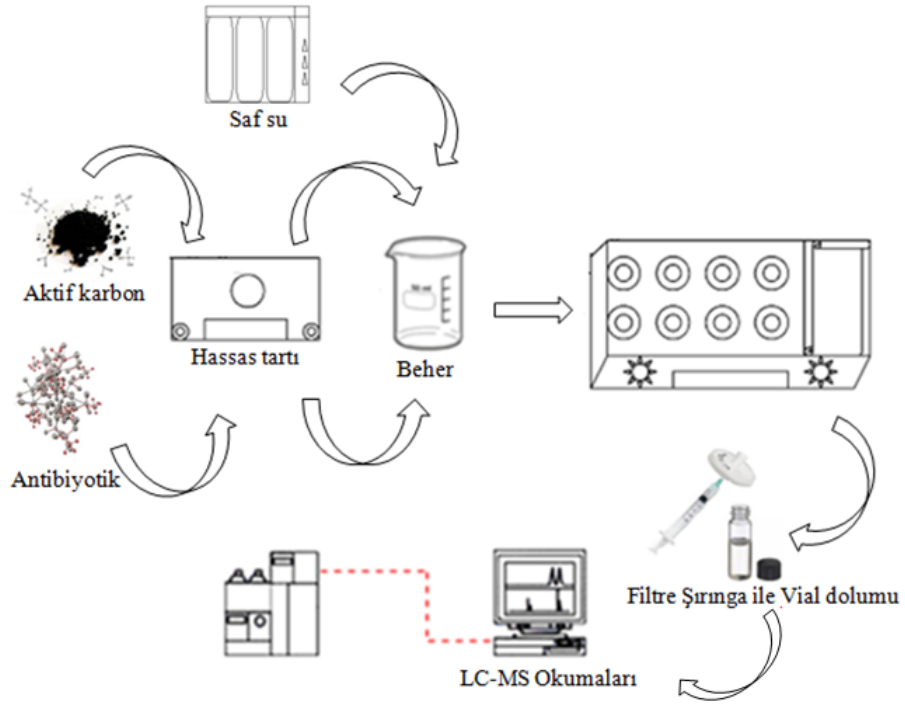 Saf su
Aktif karbon
Hassas tartı
Beher
Antibiyotik
Filtre Şırınga ile Vial dolumu
LC-MS Okumaları